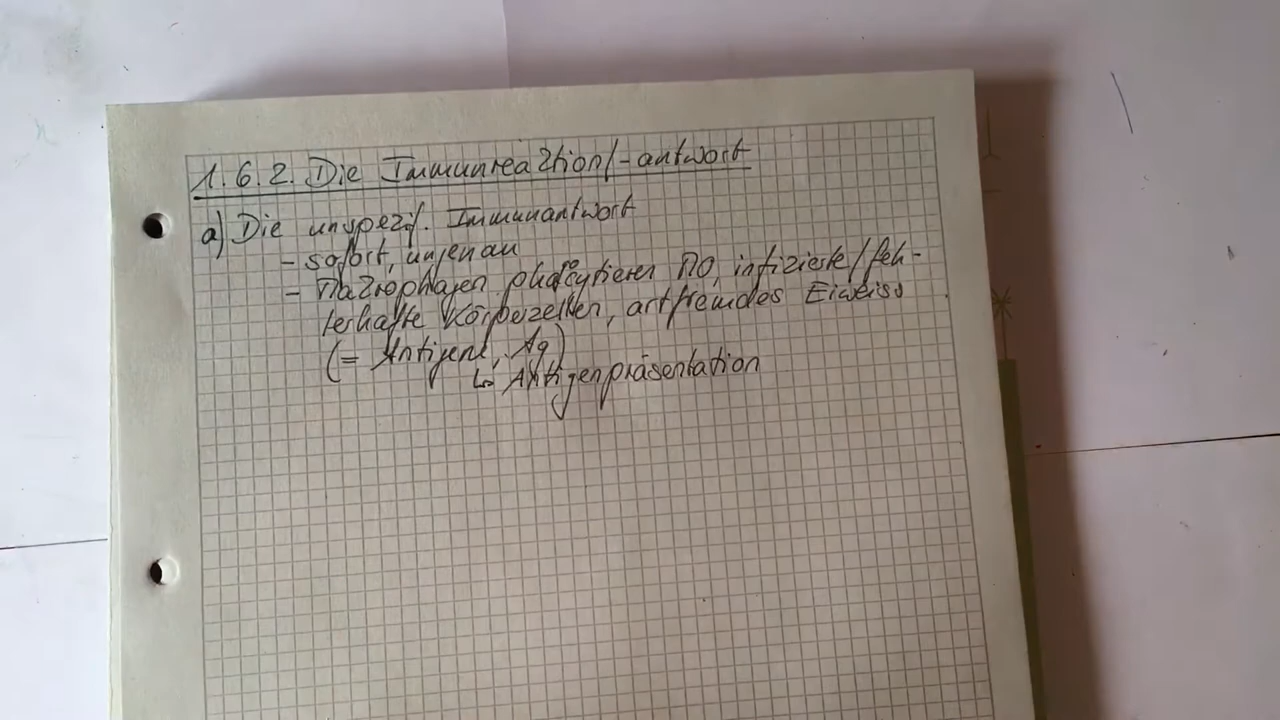 1.6.2. Die Immunreaktion/-antwort
a) Die unspezif. Immunantwort
- sofort, ungenau
- Makrophagen phagocytieren MO, infizierte/feh-
lerhafte Körperzellen, artfremdes Eiweiss
(= Antigene, Ag)
↳ Antigenpräsentation